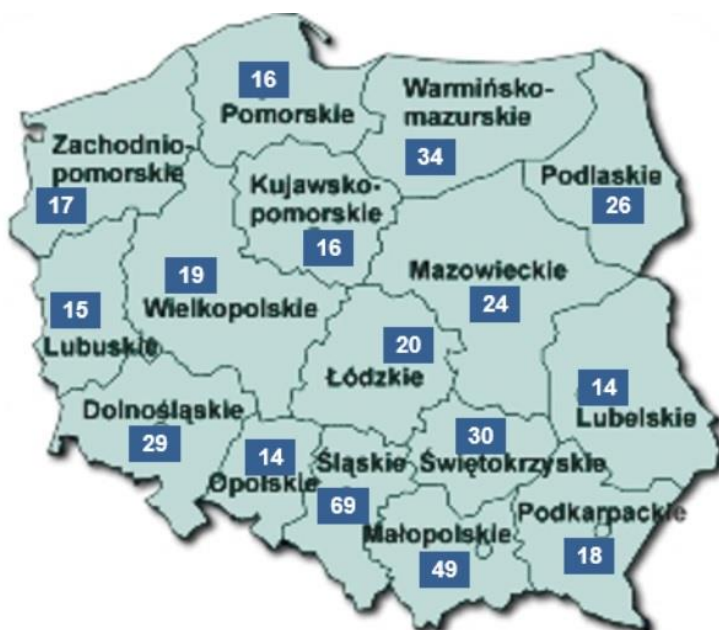 16
Pomorskie
Warmińsko-
mazurskie
34
Zachodnio-
pomorskie
17
Kujawsko-
pomorskie
16
Podlaskie
26
19
Wielkopolskie
Mazowieckie
24
15
Lubuskie
20
Łódzkie
14
Lubelskie
Dolnośląskie
29
14
Opolskie
Śląskie
69
30
Świętokrzyskie
Małopolskie
49
Podkarpackie
18